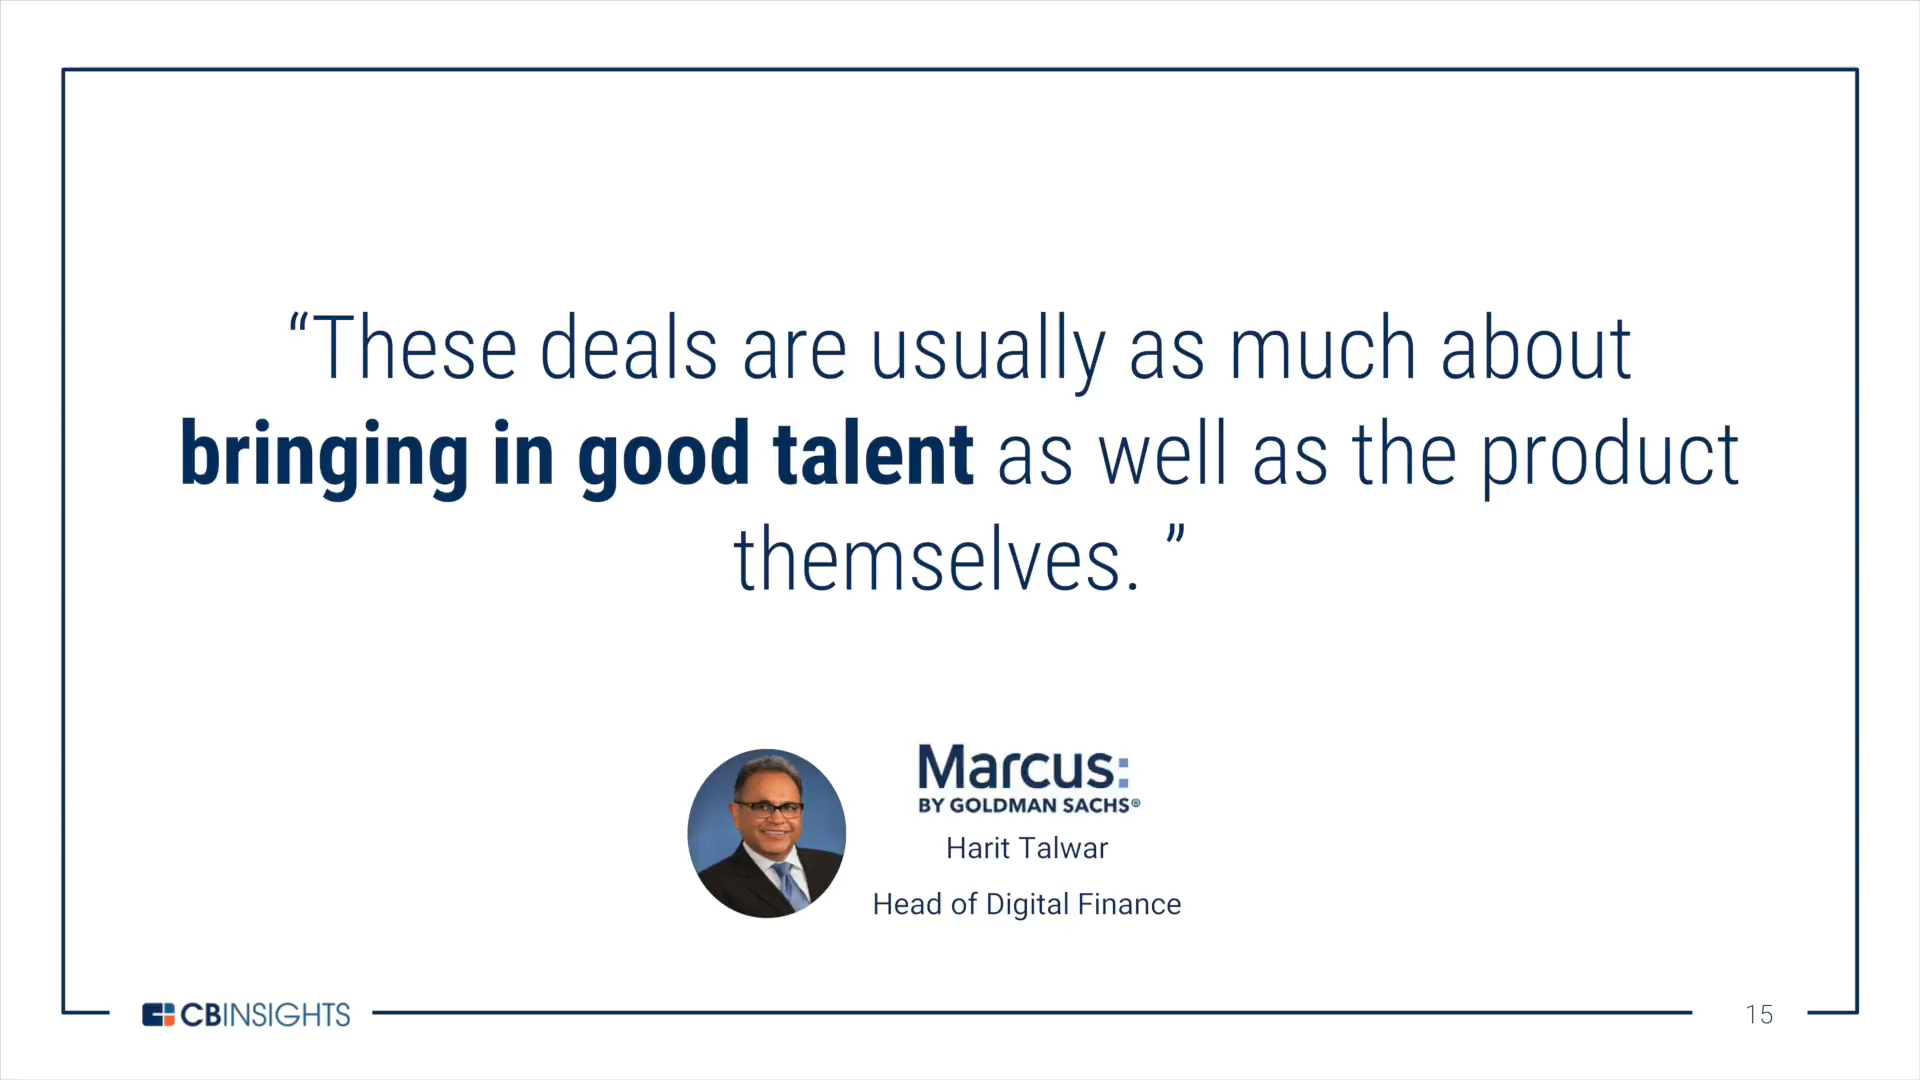 “These deals are usually as much about
bringing in good talent as well as the product
themselves. ”
Marcus:
BY GOLDMAN SACHS®
Harit Talwar
Head of Digital Finance
CBINSIGHTS
15